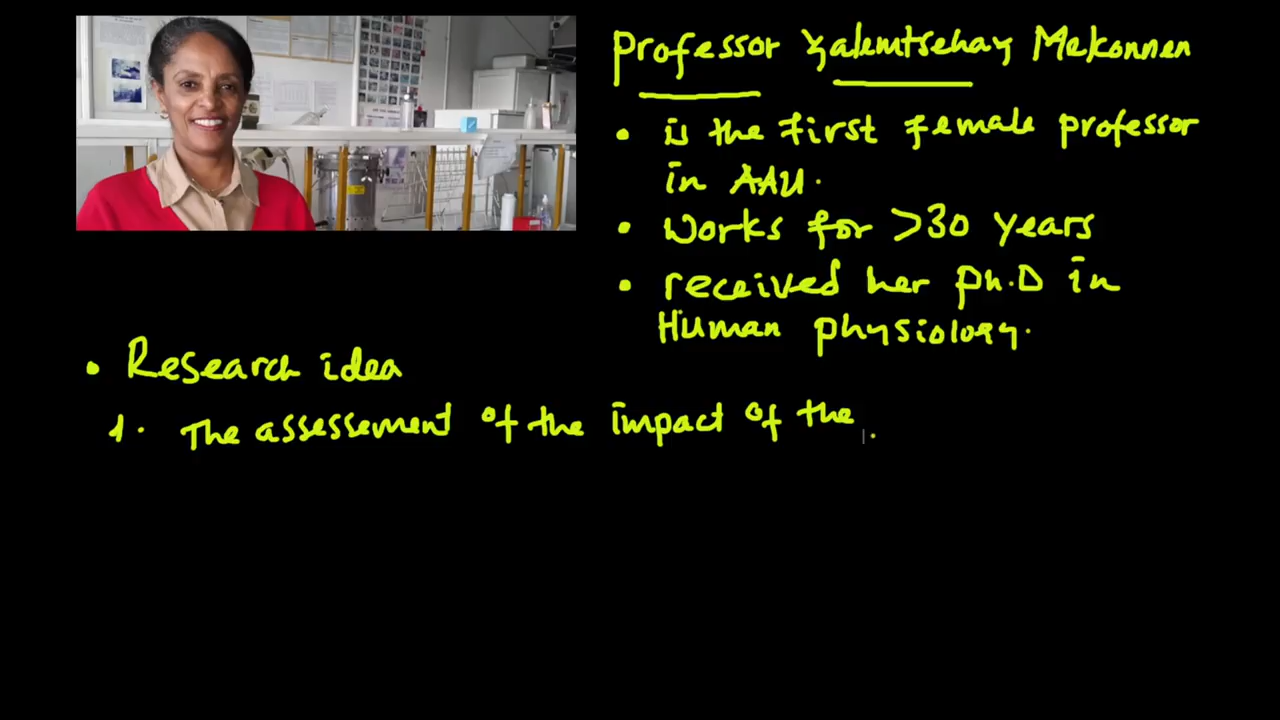 Professor Yalemtsehay Mekonnen
• is the first female professor
in AAU.
• Works for >30 years
• received her Ph.D in
Human physiology.
• Research idea
1. The assessement of the impact of the